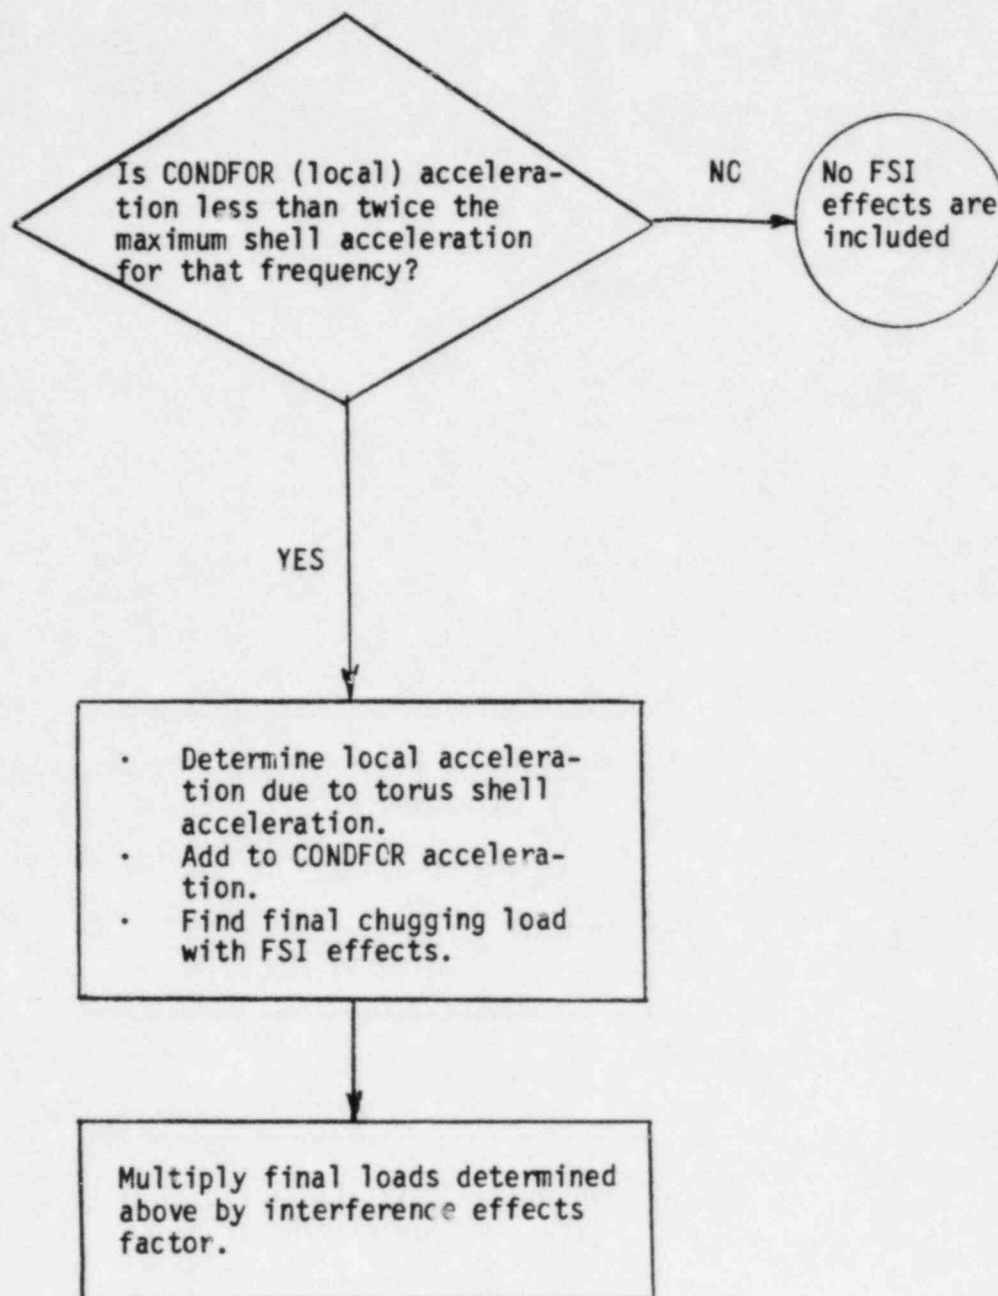 Is CONDFOR (local) accelera-
tion less than twice the
maximum shell acceleration
for that frequency?
NC
No FSI
effects are
included
YES
· Determine local accelera-
tion due to torus shell
acceleration.
· Add to CONDFCR accelera-
tion.
· Find final chugging load
with FSI effects.
Multiply final loads determined
above by interference effects
factor.